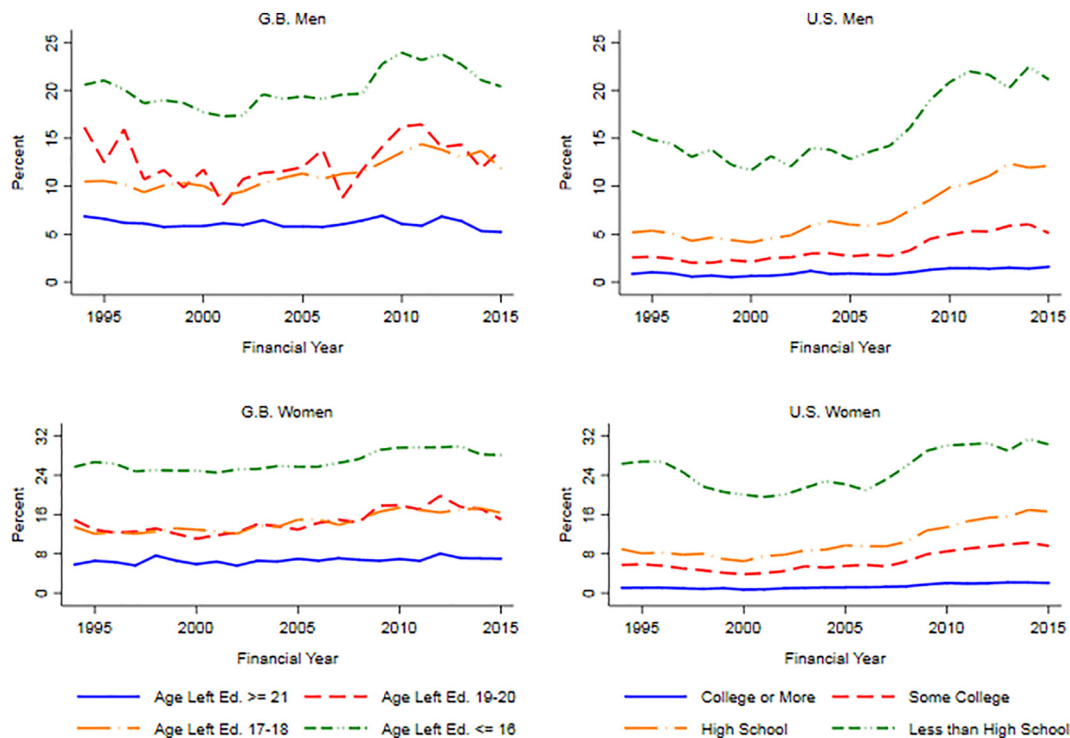 G.B. Men
U.S. Men
Percent
0 5 10 15 20 25
1995 2000 2005 2010 2015
Financial Year
Percent
0 5 10 15 20 25
1995 2000 2005 2010 2015
Financial Year
G.B. Women
U.S. Women
Percent
0 8 16 24 32
1995 2000 2005 2010 2015
Financial Year
Percent
0 8 16 24 32
1995 2000 2005 2010 2015
Financial Year
Age Left Ed. >= 21
Age Left Ed. 19-20
Age Left Ed. 17-18
Age Left Ed. <= 16
College or More
Some College
High School
Less than High School